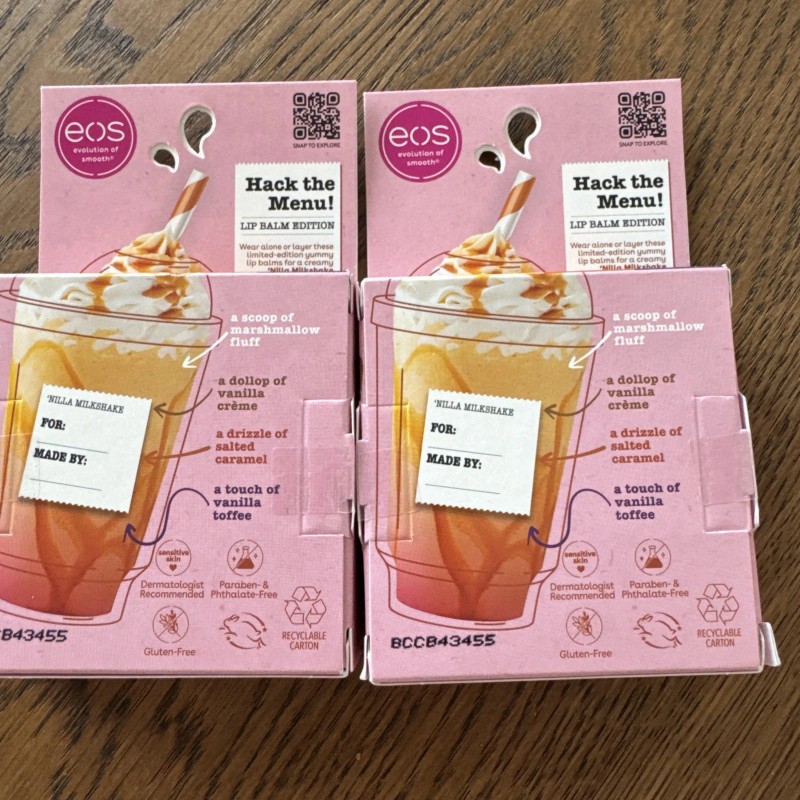 eos
evolution of
smooth®
SNAP TO EXPLORE
Hack the
Menu!
LIP BALM EDITION
Wear alone or layer these
limited-edition yummy
lip balms for a creamy
'Nilla Milkshake
a scoop of
marshmallow
fluff
a dollop of
vanilla
crème
a drizzle of
salted
caramel
a touch of
vanilla
toffee
'NILLA MILKSHAKE
FOR:
MADE BY:
sensitive
skin
Dermatologist
Recommended
Paraben- &
Phthalate-Free
Gluten-Free
RECYCLABLE
CARTON
CB43455
eos
evolution of
smooth®
SNAP TO EXPLORE
Hack the
Menu!
LIP BALM EDITION
Wear alone or layer these
limited-edition yummy
lip balms for a creamy
'Nilla Milkshake
a scoop of
marshmallow
fluff
a dollop of
vanilla
crème
a drizzle of
salted
caramel
a touch of
vanilla
toffee
'NILLA MILKSHAKE
FOR:
MADE BY:
sensitive
skin
Dermatologist
Recommended
Paraben- &
Phthalate-Free
Gluten-Free
RECYCLABLE
CARTON
BCCB43455